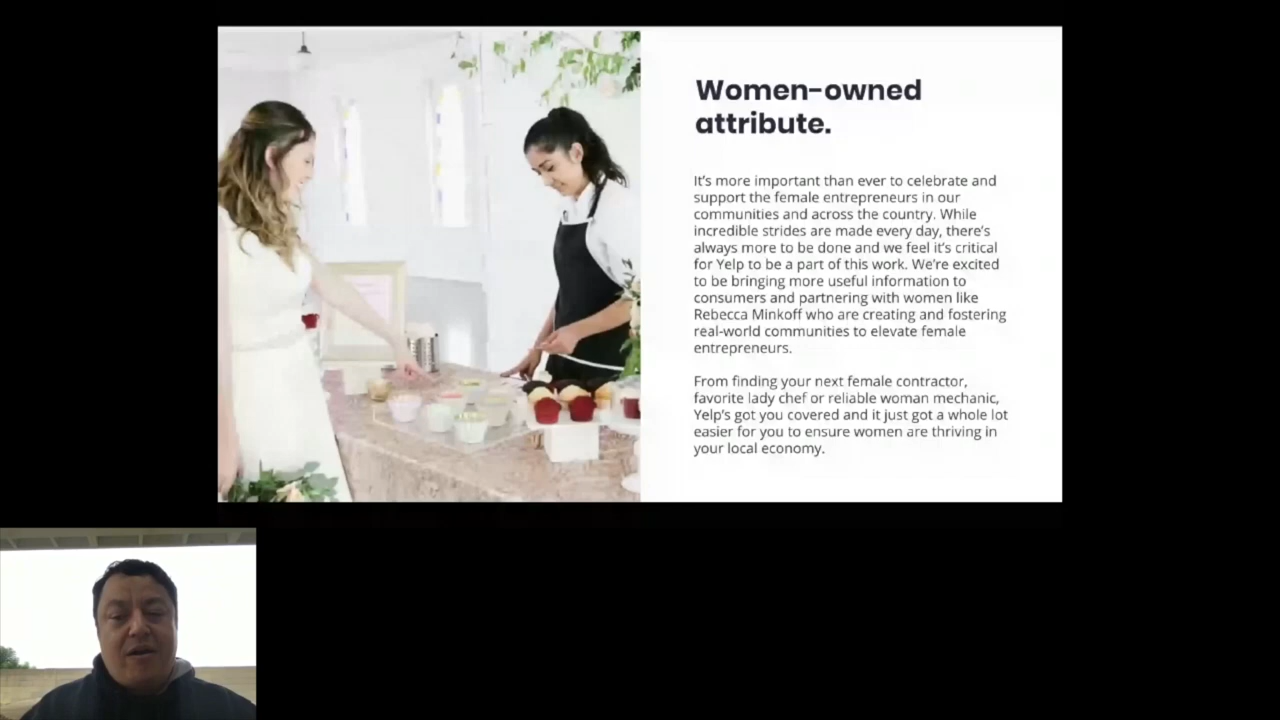 Women-owned
attribute.
It's more important than ever to celebrate and
support the female entrepreneurs in our
communities and across the country. While
incredible strides are made every day, there's
always more to be done and we feel it's critical
for Yelp to be a part of this work. We're excited
to be bringing more useful information to
consumers and partnering with women like
Rebecca Minkoff who are creating and fostering
real-world communities to elevate female
entrepreneurs.
From finding your next female contractor,
favorite lady chef or reliable woman mechanic,
Yelp's got you covered and it just got a whole lot
easier for you to ensure women are thriving in
your local economy.